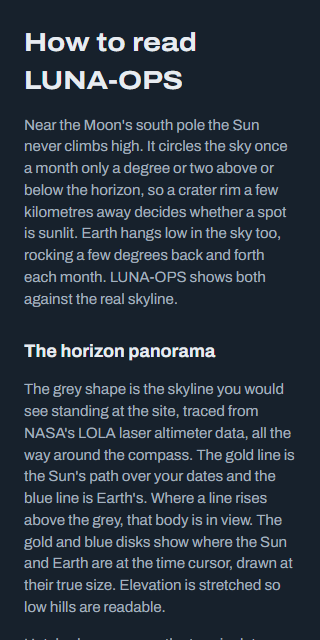 How to read
LUNA-OPS
Near the Moon's south pole the Sun
never climbs high. It circles the sky once
a month only a degree or two above or
below the horizon, so a crater rim a few
kilometres away decides whether a spot
is sunlit. Earth hangs low in the sky too,
rocking a few degrees back and forth
each month. LUNA-OPS shows both
against the real skyline.
The horizon panorama
The grey shape is the skyline you would
see standing at the site, traced from
NASA's LOLA laser altimeter data, all the
way around the compass. The gold line is
the Sun's path over your dates and the
blue line is Earth's. Where a line rises
above the grey, that body is in view. The
gold and blue disks show where the Sun
and Earth are at the time cursor, drawn at
their true size. Elevation is stretched so
low hills are readable.